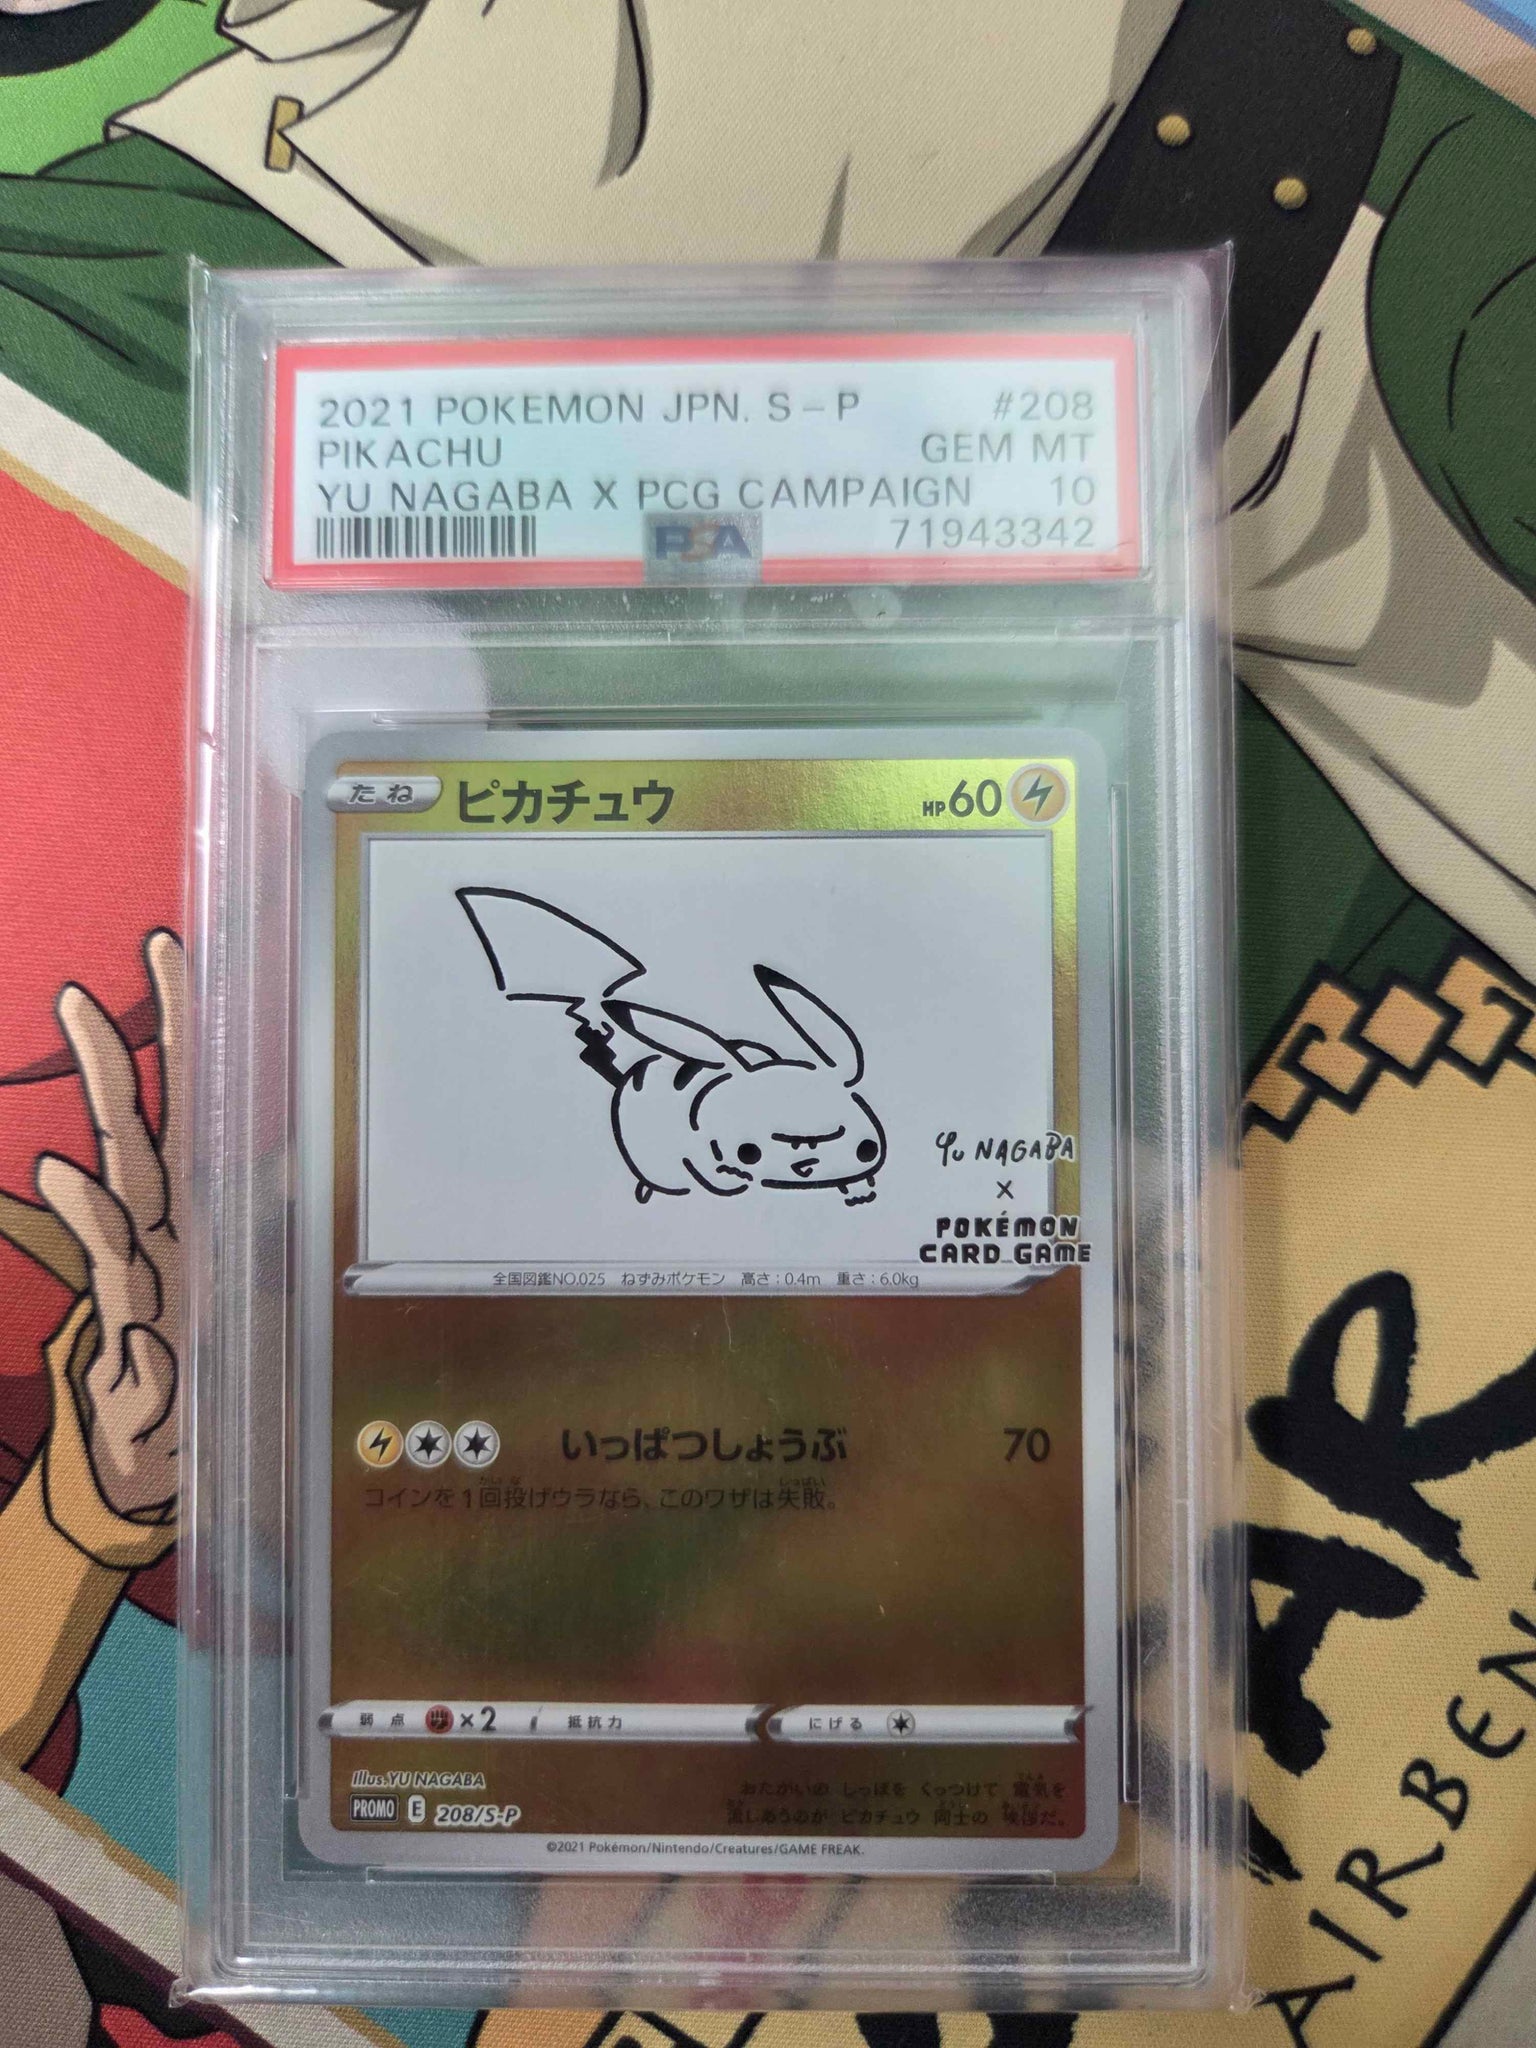 2021 POKEMON JPN. S-P #208
PIKACHU GEM MT
YU NAGABA X PCG CAMPAIGN 10
PSA 71943342
たね ピカチュウ HP60
YU NAGABA
×
POKÉMON
CARD GAME
全国図鑑NO.025 ねずみポケモン 高さ:0.4m 重さ:6.0kg
いっぱつしょうぶ 70
コインを1回投げウラなら、このワザは失敗。
弱点 ×2 抵抗力 にげる
Illus.YU NAGABA
PROMO E 208/S-P
おたがいの しっぽを くっつけて 電気を
流しあうのが ピカチュウ 同士の 挨拶だ。
©2021 Pokémon/Nintendo/Creatures/GAME FREAK.
AIRBEN